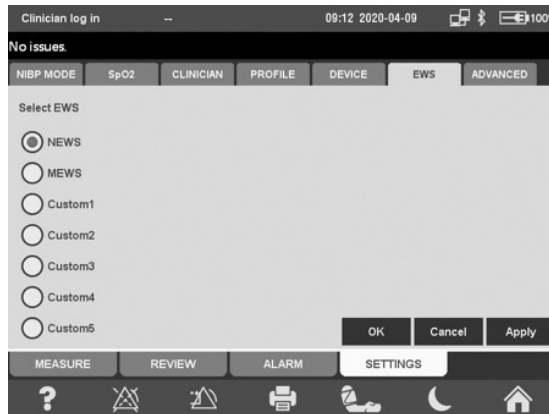 Clinician log in -- 09:12 2020-04-09 100
No issues.
NIBP MODE SpO2 CLINICIAN PROFILE DEVICE EWS ADVANCED
Select EWS
NEWS
MEWS
Custom1
Custom2
Custom3
Custom4
Custom5
OK Cancel Apply
MEASURE REVIEW ALARM SETTINGS
?